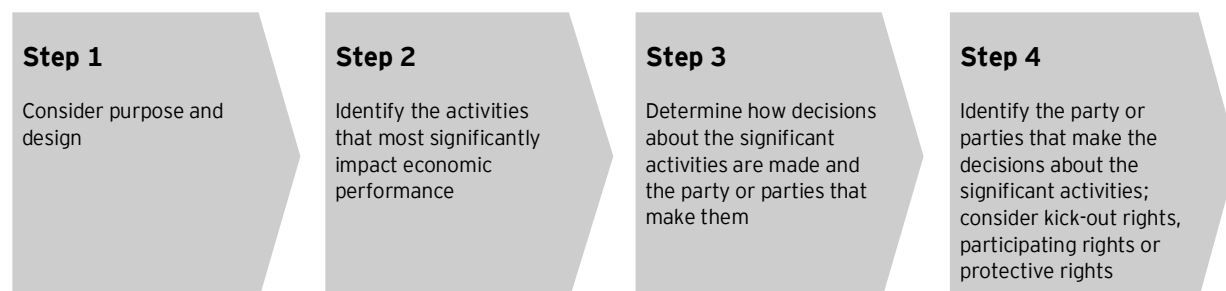 Step 1
Consider purpose and
design
Step 2
Identify the activities
that most significantly
impact economic
performance
Step 3
Determine how decisions
about the significant
activities are made and
the party or parties that
make them
Step 4
Identify the party or
parties that make the
decisions about the
significant activities;
consider kick-out rights,
participating rights or
protective rights